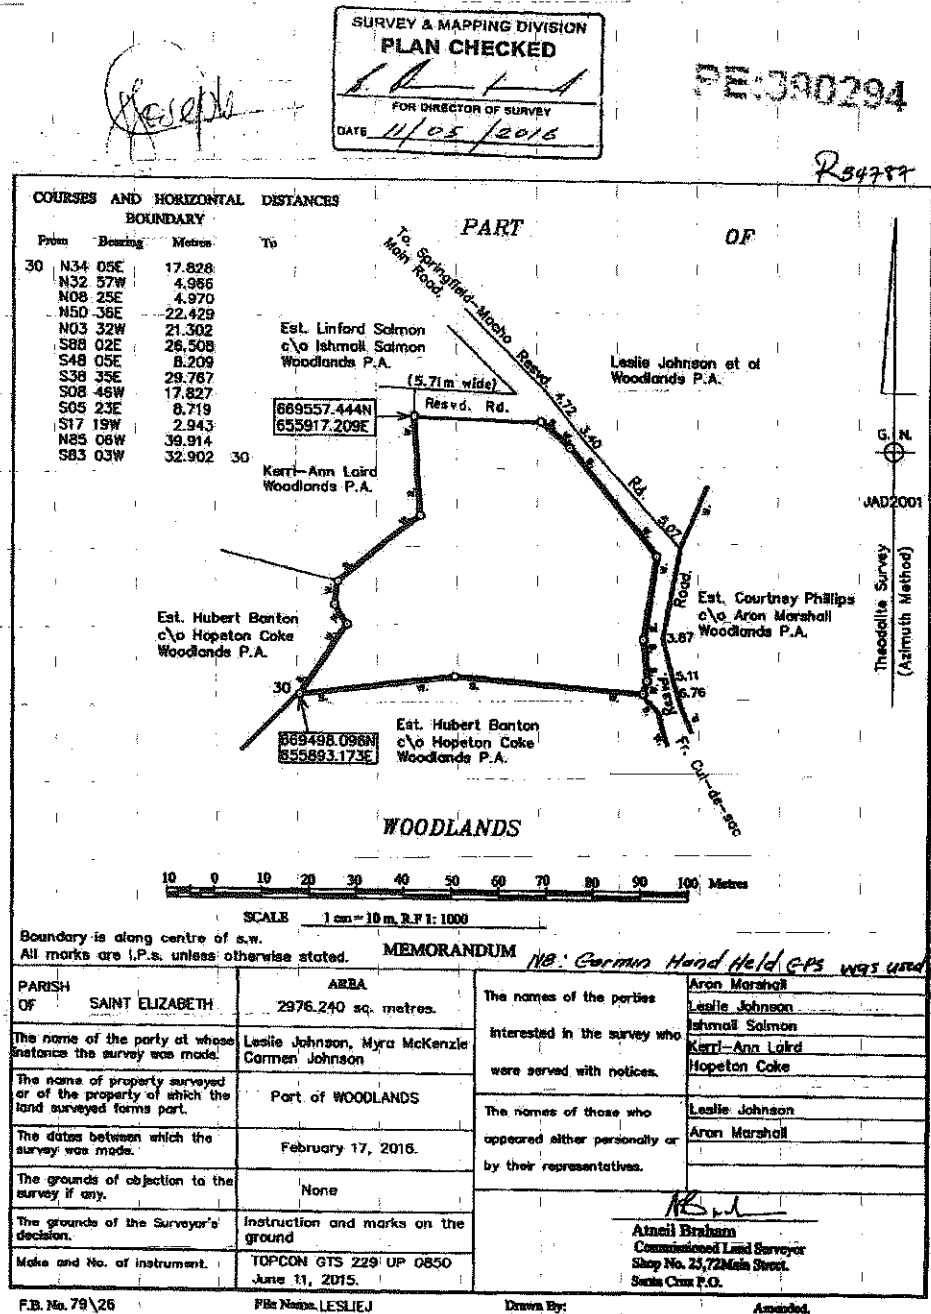 SURVEY & MAPPING DIVISION
PLAN CHECKED
FOR DIRECTOR OF SURVEY
DATE 11/05/2016
PE:390294
R34787
COURSES AND HORIZONTAL DISTANCES
BOUNDARY
From Bearing Metres To
30 N34 05E 17.828
N32 57W 4.966
N08 25E 4.970
N50 36E 22.429
N03 32W 21.302
S88 02E 26,508
S48 05E 8.209
S38 35E 29.767
S08 46W 17.827
S05 23E 8.719
S17 19W 2.943
N85 06W 39.914
S83 03W 32.902 30
PART OF
To. Springfield-Mocho Resvd. Rd.
Main Road.
Est. Linford Salmon
c\o Ishmail Salmon
Woodlands P.A.
Leslie Johnson et al
Woodlands P.A.
(5.71m wide)
Resvd. Rd.
4.72
3.40
5.07
669557.444N
655917.209E
Kerri-Ann Laird
Woodlands P.A.
G. N.
JAD2001
Theodolite Survey
(Azimuth Method)
Est. Hubert Banton
c\o Hopeton Coke
Woodlands P.A.
Est. Courtney Phillips
c\o Aron Marshall
Woodlands P.A.
Resvd. Road.
3.87
5.11
6.76
30
669498.096N
655893.173E
Est. Hubert Banton
c\o Hopeton Coke
Woodlands P.A.
Fr. Cul-de-sac
WOODLANDS
10 0 10 20 30 40 50 60 70 80 90 100 Metres
SCALE 1 cm = 10 m, R.F 1: 1000
Boundary is along centre of s.w.
All marks are I.P.s. unless otherwise stated.
MEMORANDUM
NB: Garmin Hand Held GPS was used
PARISH
OF SAINT ELIZABETH
AREA
2976.240 sq. metres.
The name of the party at whose
instance the survey was made.
Leslie Johnson, Myra McKenzie
Carmen Johnson
The name of property surveyed
or of the property of which the
land surveyed forms part.
Part of WOODLANDS
The dates between which the
survey was made.
February 17, 2016.
The grounds of objection to the
survey if any.
None
The grounds of the Surveyor's
decision.
Instruction and marks on the
ground
Make and No. of instrument.
TOPCON GTS 229 UP 0850
June 11, 2015.
The names of the parties
interested in the survey who
were served with notices.
Aron Marshall
Leslie Johnson
Ishmail Salmon
Kerri-Ann Laird
Hopeton Coke
The names of those who
appeared either personally or
by their representatives.
Leslie Johnson
Aron Marshall
Atneil Braham
Commissioned Land Surveyor
Shop No. 25,72Main Street.
Santa Cruz P.O.
F.B. No. 79\26
File Name. LESLIEJ
Drawn By:
Amended.